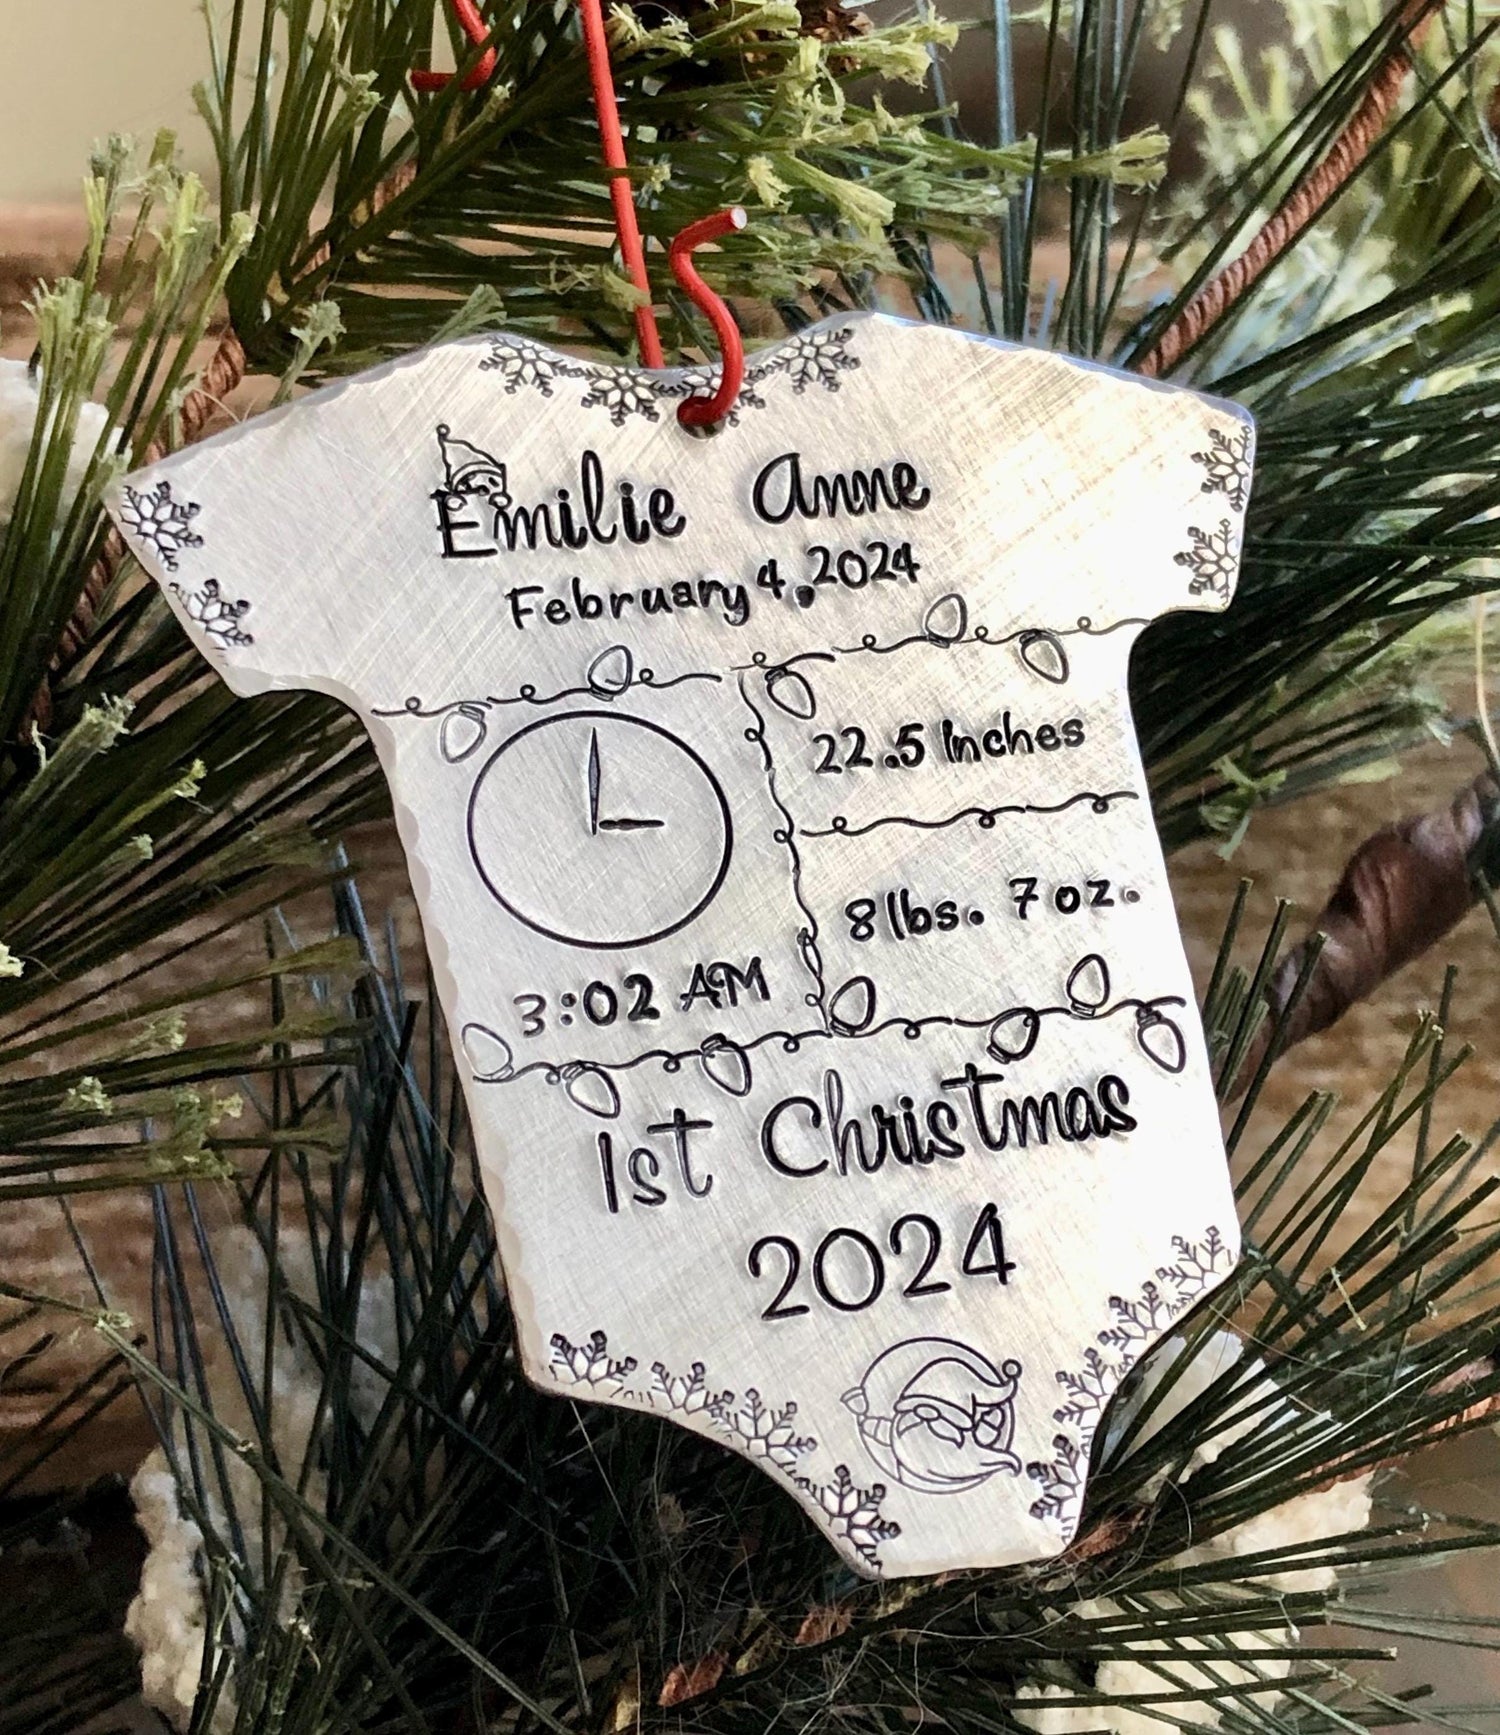 Emilie Anne
February 4, 2024
22.5 Inches
8 lbs. 7 oz.
3:02 AM
1st Christmas
2024